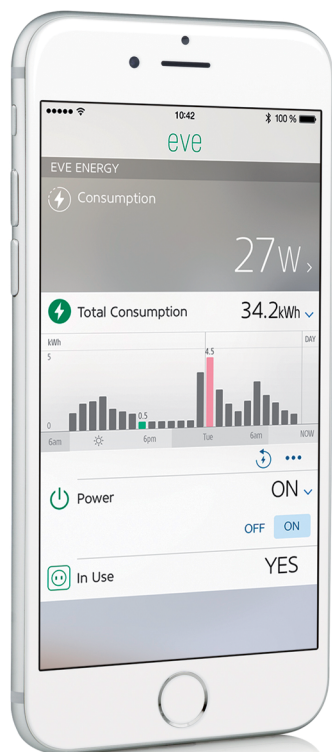 10:42
100 %
eve
EVE ENERGY
Consumption
27W
Total Consumption 34.2kWh
kWh DAY
5 4.5
0.5
0
6am 6pm Tue 6am NOW
Power ON
OFF ON
In Use YES